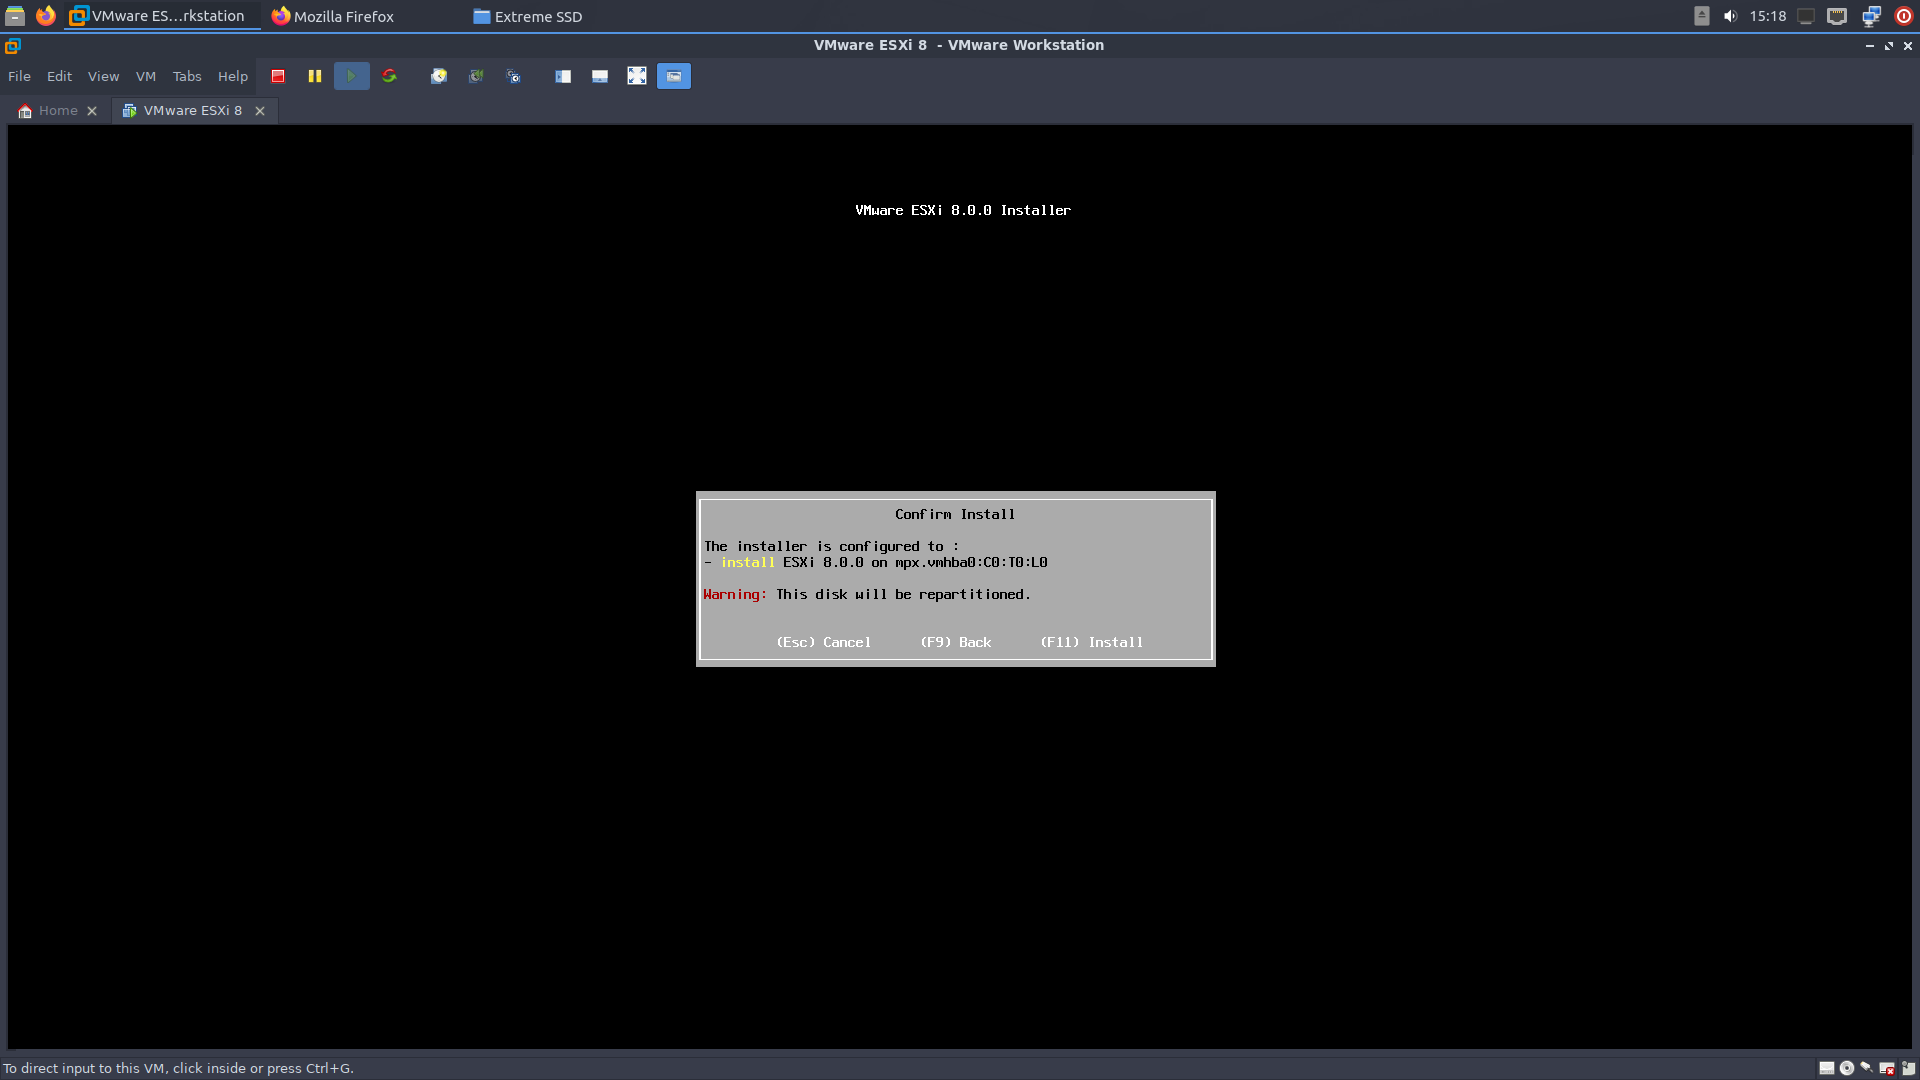 VMware ES...rkstation
Mozilla Firefox
Extreme SSD
15:18
VMware ESXi 8 - VMware Workstation
File Edit View VM Tabs Help
Home
VMware ESXi 8
VMware ESXi 8.0.0 Installer
Confirm Install
The installer is configured to :
- install ESXi 8.0.0 on mpx.vmhba0:C0:T0:L0
Warning: This disk will be repartitioned.
(Esc) Cancel (F9) Back (F11) Install
To direct input to this VM, click inside or press Ctrl+G.